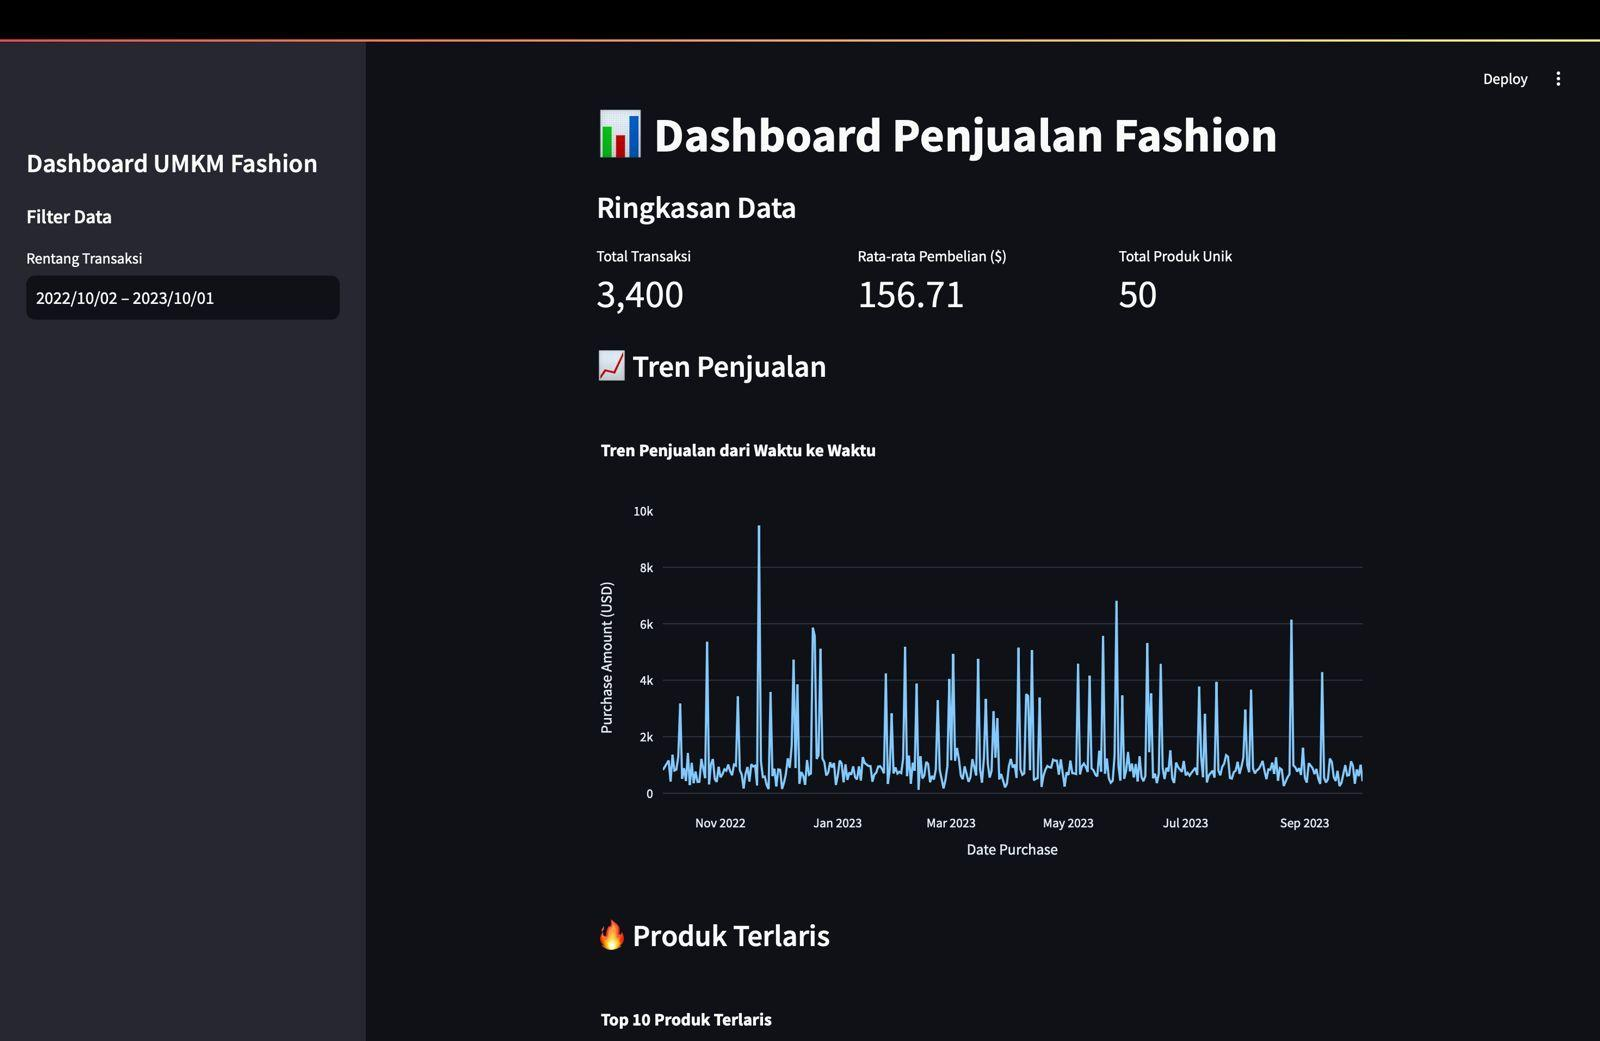 Deploy
Dashboard UMKM Fashion
Filter Data
Rentang Transaksi
2022/10/02 – 2023/10/01
Dashboard Penjualan Fashion
Ringkasan Data
Total Transaksi
3,400
Rata-rata Pembelian ($)
156.71
Total Produk Unik
50
Tren Penjualan
Tren Penjualan dari Waktu ke Waktu
10k
8k
6k
4k
2k
0
Purchase Amount (USD)
Nov 2022 Jan 2023 Mar 2023 May 2023 Jul 2023 Sep 2023
Date Purchase
Produk Terlaris
Top 10 Produk Terlaris